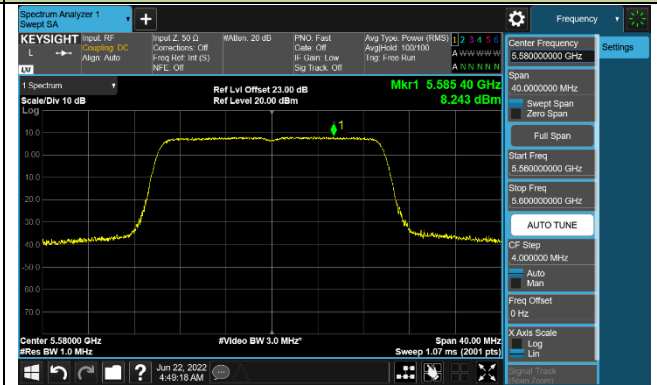 Spectrum Analyzer 1
Swept SA
+
Frequency
KEYSIGHT
L
LXI
Input: RF
Coupling: DC
Align: Auto
Input Z: 50 Ω
Corrections: Off
Freq Ref: Int (S)
NFE: Off
#Atten: 20 dB
PNO: Fast
Gate: Off
IF Gain: Low
Sig Track: Off
Avg Type: Power (RMS)
Avg|Hold: 100/100
Trig: Free Run
1 2 3 4 5 6
A W W W W W
A N N N N N
1 Spectrum
Scale/Div 10 dB
Log
Ref Lvl Offset 23.00 dB
Ref Level 20.00 dBm
Mkr1 5.585 40 GHz
8.243 dBm
1
10.0
0.00
-10.0
-20.0
-30.0
-40.0
-50.0
-60.0
-70.0
Center 5.58000 GHz
#Res BW 1.0 MHz
#Video BW 3.0 MHz*
Span 40.00 MHz
Sweep 1.07 ms (2001 pts)
Center Frequency
5.580000000 GHz
Settings
Span
40.0000000 MHz
Swept Span
Zero Span
Full Span
Start Freq
5.560000000 GHz
Stop Freq
5.600000000 GHz
AUTO TUNE
CF Step
4.000000 MHz
Auto
Man
Freq Offset
0 Hz
X Axis Scale
Log
Lin
Signal Track
(Span Zoom)
?
Jun 22, 2022
4:49:18 AM